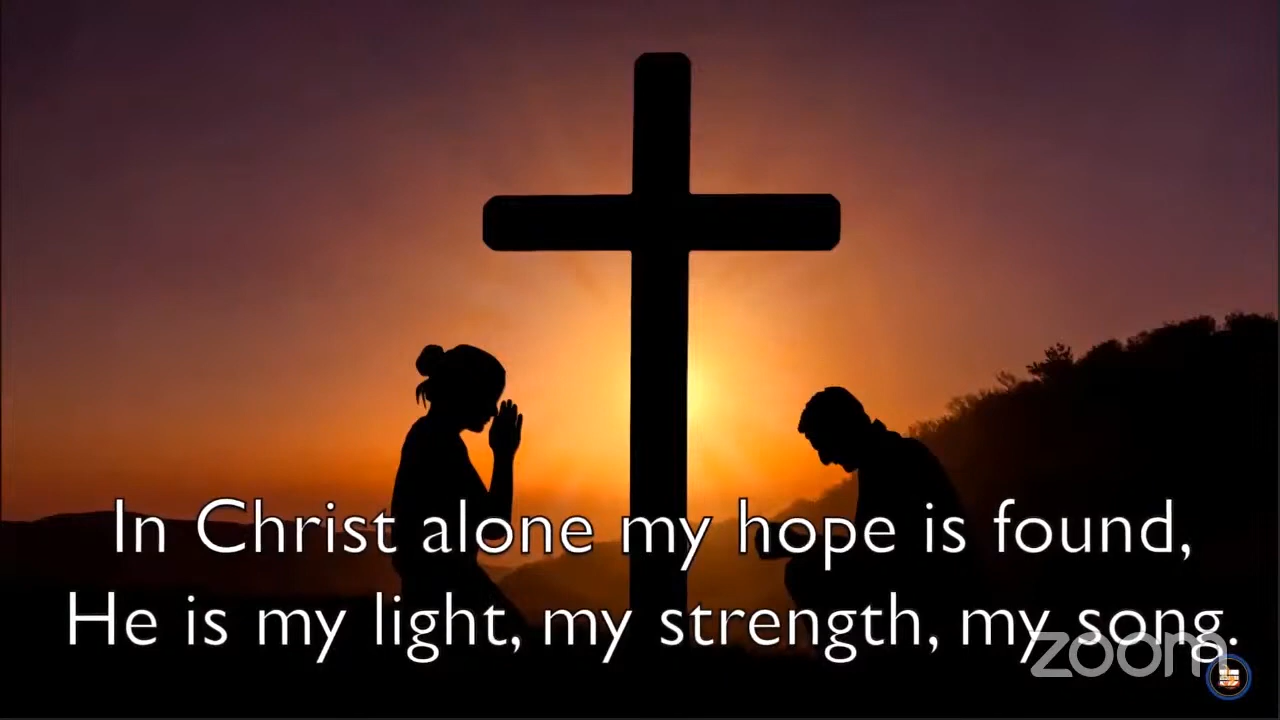 In Christ alone my hope is found,
He is my light, my strength, my song.
zoom